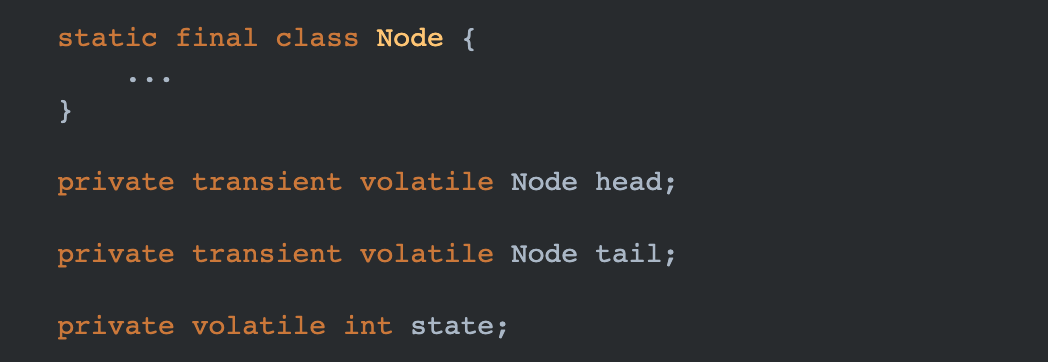 static final class Node {
...
}
private transient volatile Node head;
private transient volatile Node tail;
private volatile int state;